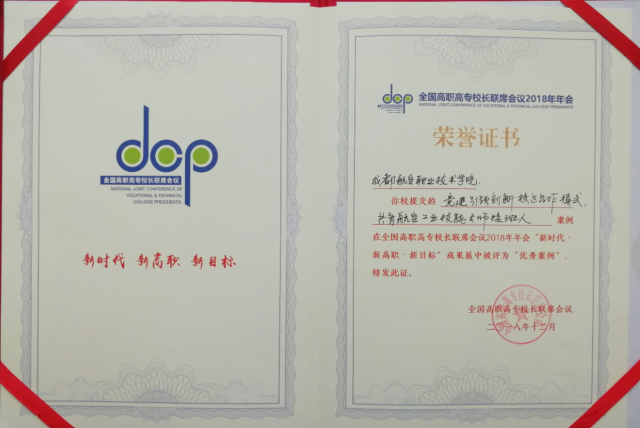 dcp
全国高职高专校长联席会议
NATIONAL JOINT CONFERENCE OF
VOCATIONAL & TECHNICAL
COLLEGE PRESIDENTS
新时代 新高职 新目标
dcp
全国高职高专校长联席会议2018年年会
NATIONAL JOINT CONFERENCE OF VOCATIONAL & TECHNICAL COLLEGE PRESIDENTS
荣誉证书
成都航空职业技术学院:
你校提交的 党建引领创新 校企合作模式,
共育航空工业技能大师接班人 案例
在全国高职高专校长联席会议2018年年会“新时代·
新高职·新目标”成果展中被评为“优秀案例”,
特发此证。
全国高职高专校长联席会议
二〇一八年十二月